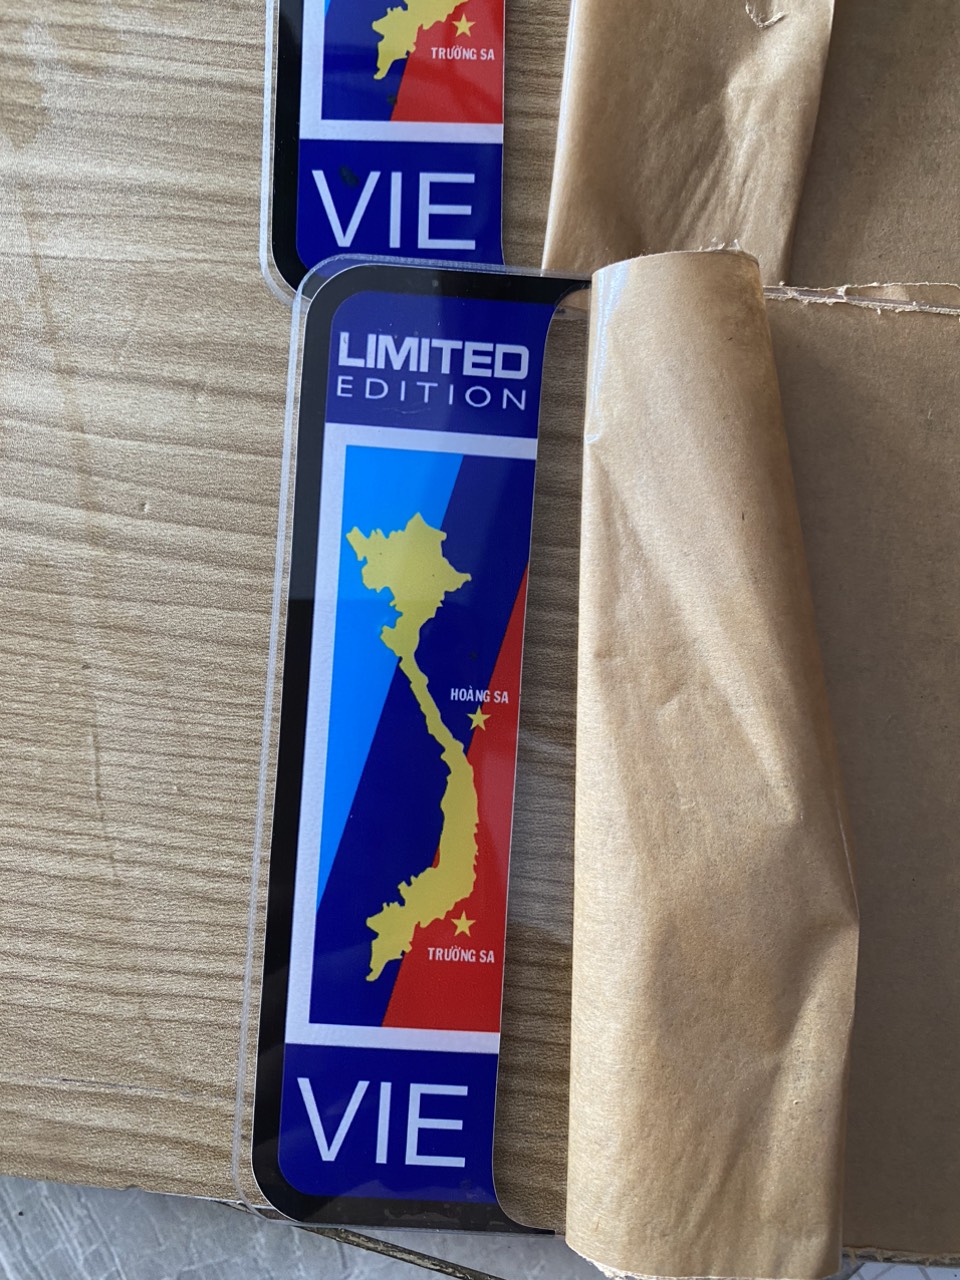 TRƯỜNG SA
VIE
LIMITED
EDITION
HOÀNG SA
TRƯỜNG SA
VIE